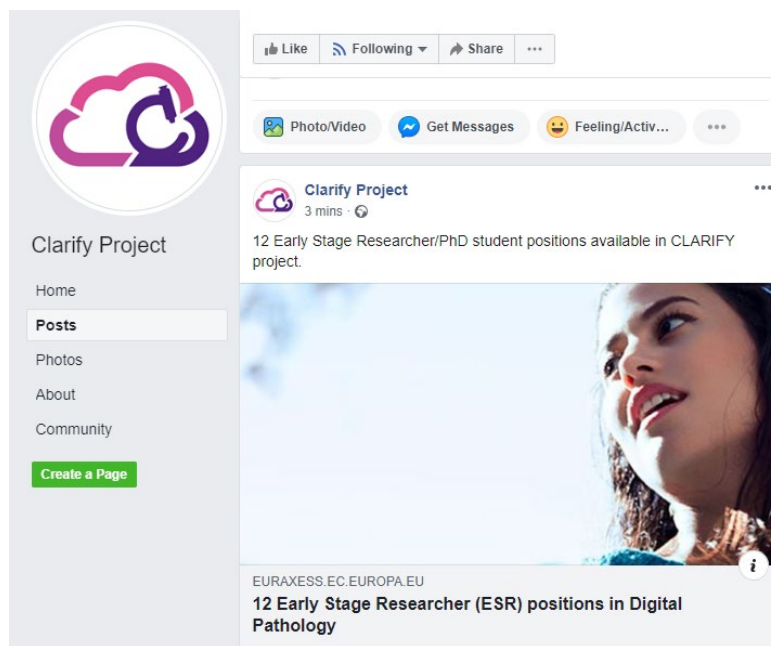 Like
Following
Share
Photo/Video
Get Messages
Feeling/Activ...
Clarify Project
Home
Posts
Photos
About
Community
Create a Page
Clarify Project
3 mins ·
12 Early Stage Researcher/PhD student positions available in CLARIFY
project.
EURAXESS.EC.EUROPA.EU
12 Early Stage Researcher (ESR) positions in Digital
Pathology